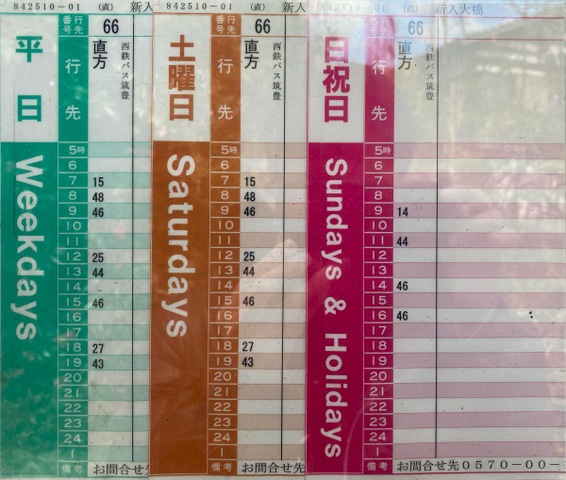 842510-01 (直) 新入
平日
Weekdays
行先番号
行先
66
直方
西鉄バス筑豊
5時
6
7 15
8 48
9 46
10
11
12 25
13 44
14
15 46
16
17
18 27
19 43
20
21
22
23
24
1
備考 お問合せ先
842510-01 (直) 新入
土曜日
Saturdays
行先番号
行先
66
直方
西鉄バス筑豊
5時
6
7 15
8 48
9 46
10
11
12 25
13 44
14
15 46
16
17
18 27
19 43
20
21
22
23
24
1
備考 お問合せ先
842510-01 (直) 新入大橋
日祝日
Sundays & Holidays
行先番号
行先
66
直方
西鉄バス筑豊
5時
6
7
8
9 14
10
11 44
12
13
14 46
15
16 46
17
18
19
20
21
22
23
24
1
備考 お問合せ先0570-00-